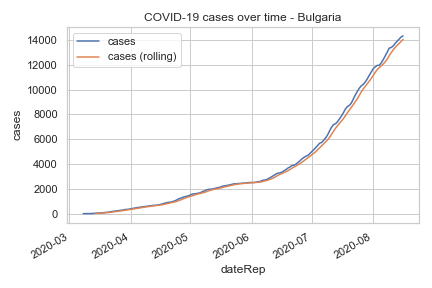 COVID-19 cases over time - Bulgaria
cases
cases (rolling)
14000
12000
10000
8000
6000
4000
2000
0
cases
2020-03
2020-04
2020-05
2020-06
2020-07
2020-08
dateRep